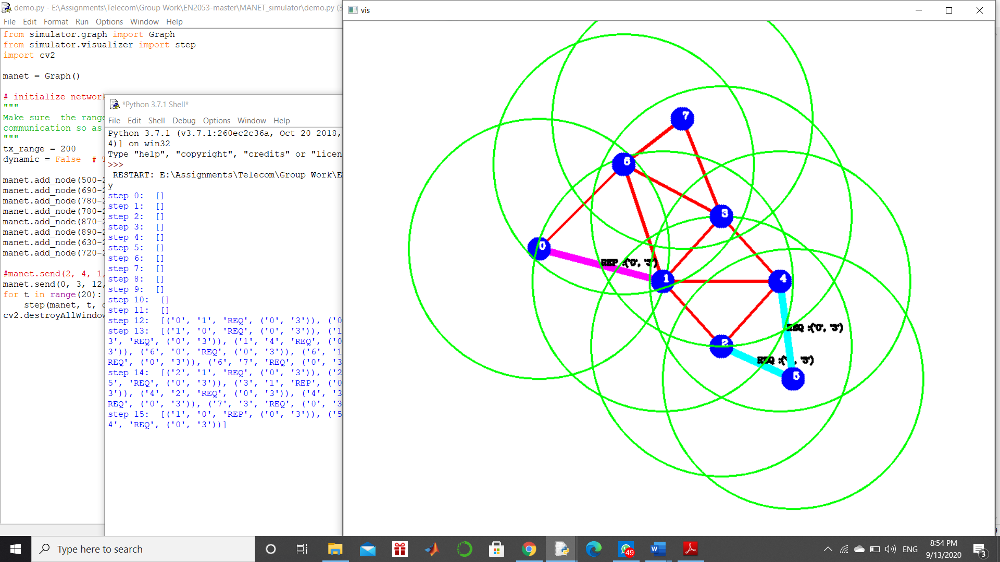 demo.py - E:\Assignments\Telecom\Group Work\EN2053-master\MANET_simulator\demo.py (3
File Edit Format Run Options Window Help
from simulator.graph import Graph
from simulator.visualizer import step
import cv2
manet = Graph()
# initialize network
"""
Make sure  the range
communication so as
"""
tx_range = 200
dynamic = False  # T
manet.add_node(500-2
manet.add_node(690-2
manet.add_node(780-2
manet.add_node(780-2
manet.add_node(870-2
manet.add_node(890-2
manet.add_node(630-2
manet.add_node(720-2
#manet.send(2, 4, 1,
manet.send(0, 3, 12,
for t in range(20):
    step(manet, t, d
cv2.destroyAllWindow
*Python 3.7.1 Shell*
File Edit Shell Debug Options Window Help
Python 3.7.1 (v3.7.1:260ec2c36a, Oct 20 2018,
4)] on win32
Type "help", "copyright", "credits" or "licen
>>>
 RESTART: E:\Assignments\Telecom\Group Work\E
y
step 0:  []
step 1:  []
step 2:  []
step 3:  []
step 4:  []
step 5:  []
step 6:  []
step 7:  []
step 8:  []
step 9:  []
step 10:  []
step 11:  []
step 12:  [('0', '1', 'REQ', ('0', '3')), ('0
step 13:  [('1', '0', 'REQ', ('0', '3')), ('1
3', 'REQ', ('0', '3')), ('1', '4', 'REQ', ('0
3')), ('6', '0', 'REQ', ('0', '3')), ('6', '1
REQ', ('0', '3')), ('6', '7', 'REQ', ('0', '3
step 14:  [('2', '1', 'REQ', ('0', '3')), ('2
5', 'REQ', ('0', '3')), ('3', '1', 'REP', ('0
3')), ('4', '2', 'REQ', ('0', '3')), ('4', '3
REQ', ('0', '3')), ('7', '3', 'REQ', ('0', '3
step 15:  [('1', '0', 'REP', ('0', '3')), ('5
4', 'REQ', ('0', '3'))]
vis
7
6
3
0
REP :('0', '3')
1
4
REQ :('0', '3')
2
REQ :( , '3')
5
Type here to search
49
ENG
8:54 PM
9/13/2020
3